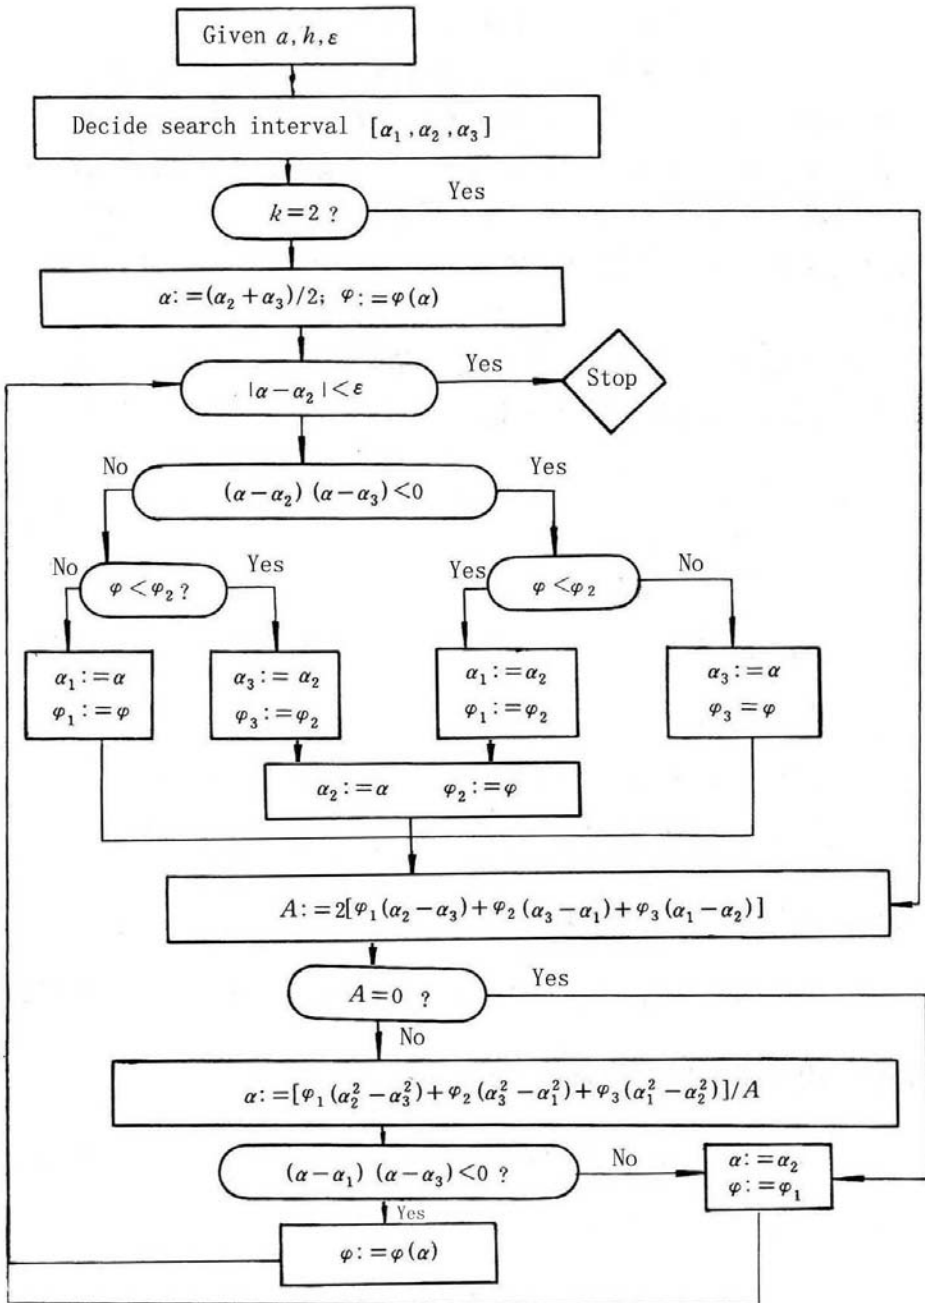 Given a, h, ε
Decide search interval [α₁, α₂, α₃]
Yes
k=2 ?
α:=(α₂+α₃)/2; φ:=φ(α)
Yes
|α−α₂|<ε
Stop
No
Yes
(α−α₂) (α−α₃)<0
No
Yes
Yes
No
φ<φ₂?
φ<φ₂
α₁:=α
α₃:= α₂
α₁:=α₂
α₃:=α
φ₁:=φ
φ₃:=φ₂
φ₁:=φ₂
φ₃=φ
α₂:=α φ₂:=φ
A:=2[φ₁(α₂−α₃)+φ₂(α₃−α₁)+φ₃(α₁−α₂)]
Yes
A=0 ?
No
α:=[φ₁(α₂²−α₃²)+φ₂(α₃²−α₁²)+φ₃(α₁²−α₂²)]/A
No
(α−α₁) (α−α₃)<0 ?
α:=α₂
φ:=φ₁
Yes
φ:=φ(α)